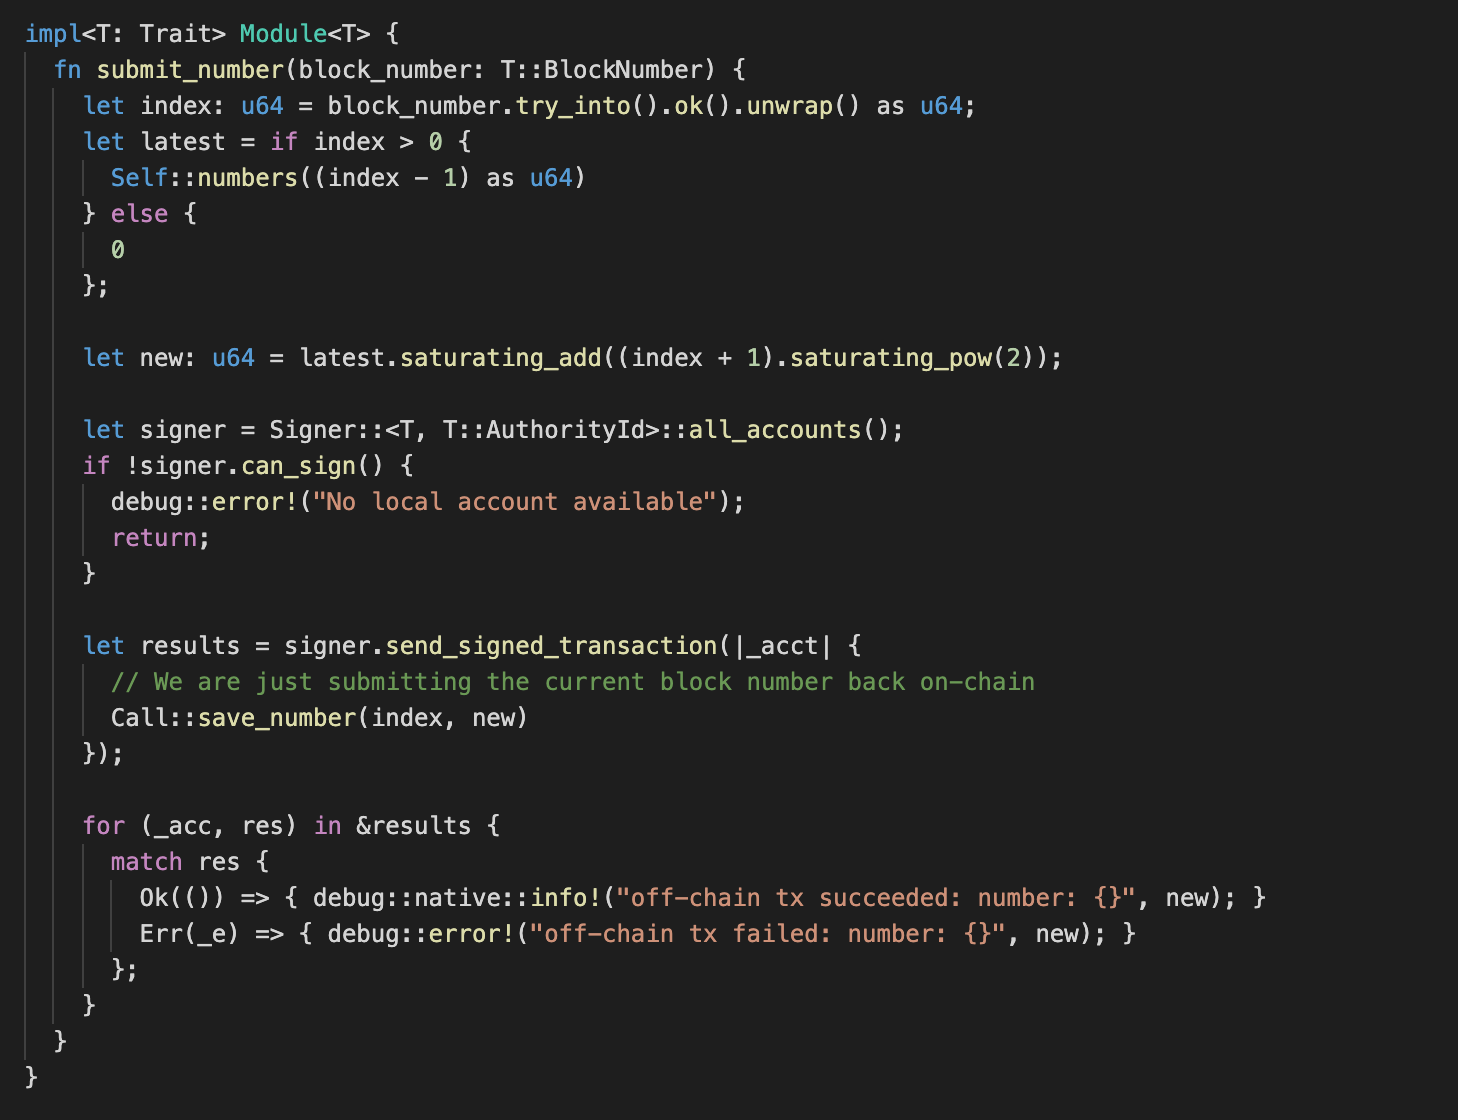 impl<T: Trait> Module<T> {
  fn submit_number(block_number: T::BlockNumber) {
    let index: u64 = block_number.try_into().ok().unwrap() as u64;
    let latest = if index > 0 {
      Self::numbers((index - 1) as u64)
    } else {
      0
    };

    let new: u64 = latest.saturating_add((index + 1).saturating_pow(2));

    let signer = Signer::<T, T::AuthorityId>::all_accounts();
    if !signer.can_sign() {
      debug::error!("No local account available");
      return;
    }

    let results = signer.send_signed_transaction(|_acct| {
      // We are just submitting the current block number back on-chain
      Call::save_number(index, new)
    });

    for (_acc, res) in &results {
      match res {
        Ok(()) => { debug::native::info!("off-chain tx succeeded: number: {}", new); }
        Err(_e) => { debug::error!("off-chain tx failed: number: {}", new); }
      };
    }
  }
}